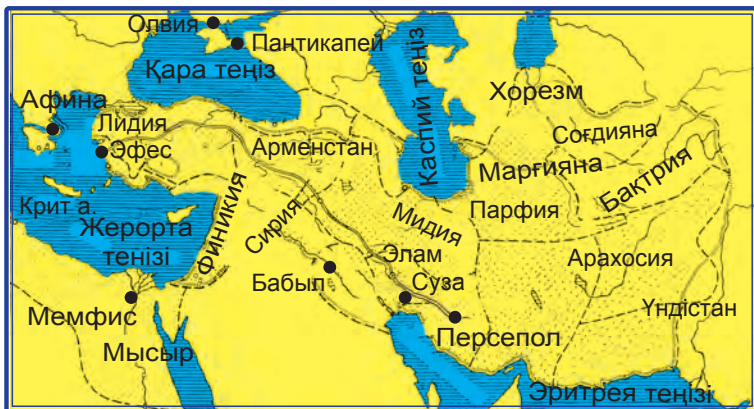 Олвия
Пантикапей
Қара теңіз
Каспий теңіз
Хорезм
Афина
Лидия
Эфес
Арменстан
Соғдияна
Марғияна
Бактрия
Крит а.
Жерорта
теңізі
Финикия
Сирия
Мидия
Парфия
Элам
Бабыл
Суза
Арахосия
Үндістан
Мемфис
Персепол
Мысыр
Эритрея теңізі